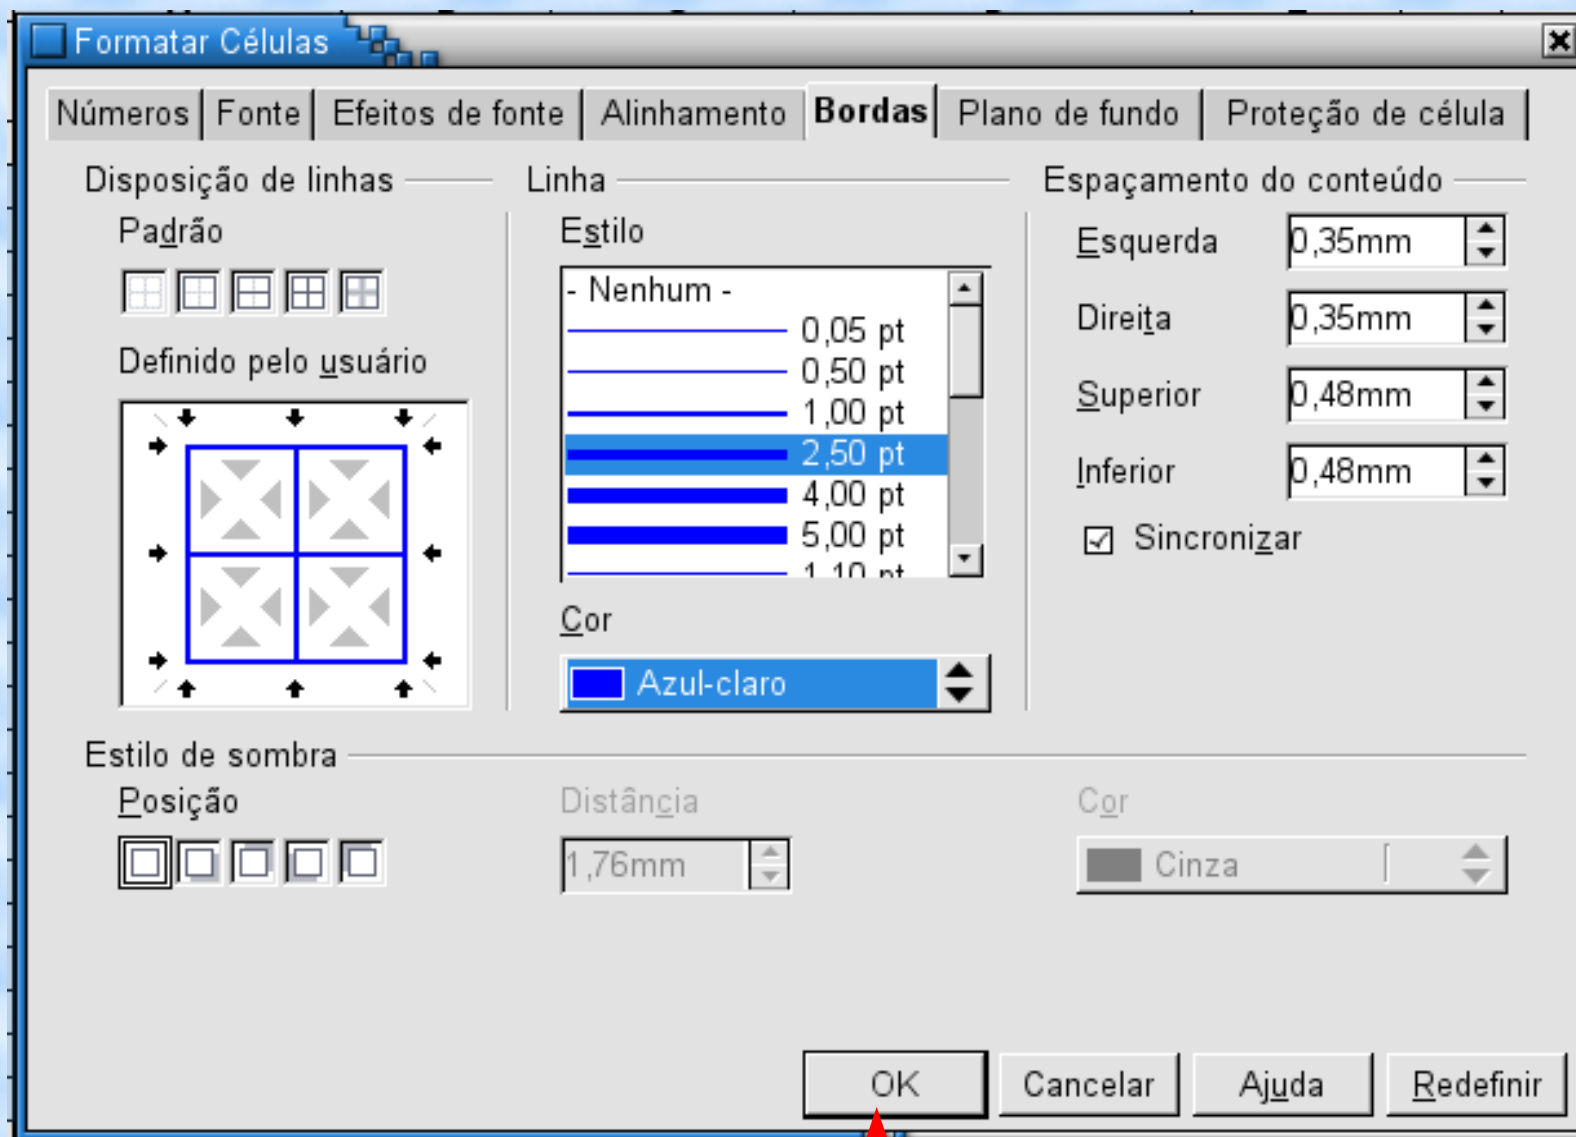 Formatar Células
Números Fonte Efeitos de fonte Alinhamento Bordas Plano de fundo Proteção de célula
Disposição de linhas
Padrão
Definido pelo usuário
Linha
Estilo
- Nenhum -
0,05 pt
0,50 pt
1,00 pt
2,50 pt
4,00 pt
5,00 pt
1,10 pt
Cor
Azul-claro
Espaçamento do conteúdo
Esquerda 0,35mm
Direita 0,35mm
Superior 0,48mm
Inferior 0,48mm
Sincronizar
Estilo de sombra
Posição
Distância
1,76mm
Cor
Cinza
OK Cancelar Ajuda Redefinir